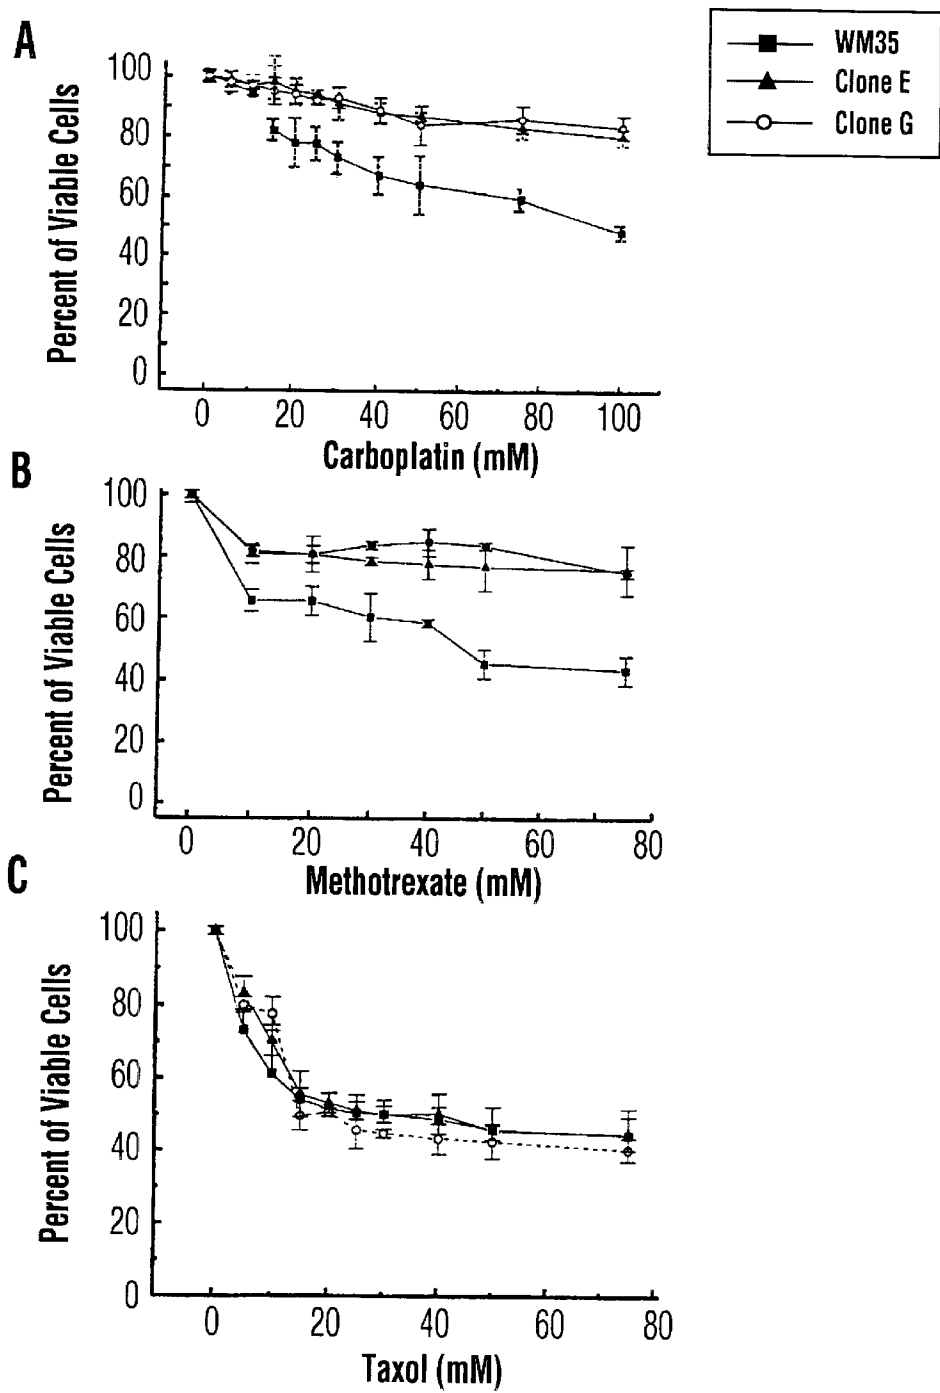 A
WM35
Clone E
Clone G
Percent of Viable Cells
100
80
60
40
20
0
0 20 40 60 80 100
Carboplatin (mM)
B
Percent of Viable Cells
100
80
60
40
20
0
0 20 40 60 80
Methotrexate (mM)
C
Percent of Viable Cells
100
80
60
40
20
0
0 20 40 60 80
Taxol (mM)